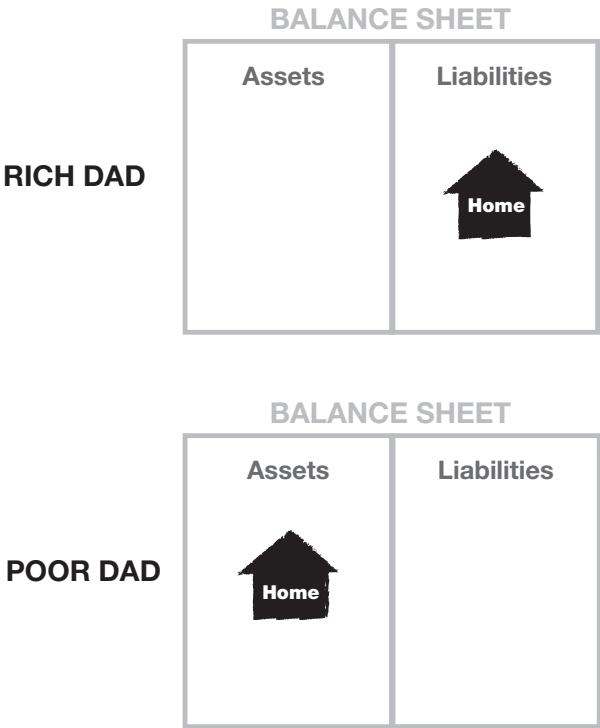 BALANCE SHEET
Assets Liabilities
RICH DAD
Home
BALANCE SHEET
Assets Liabilities
POOR DAD
Home